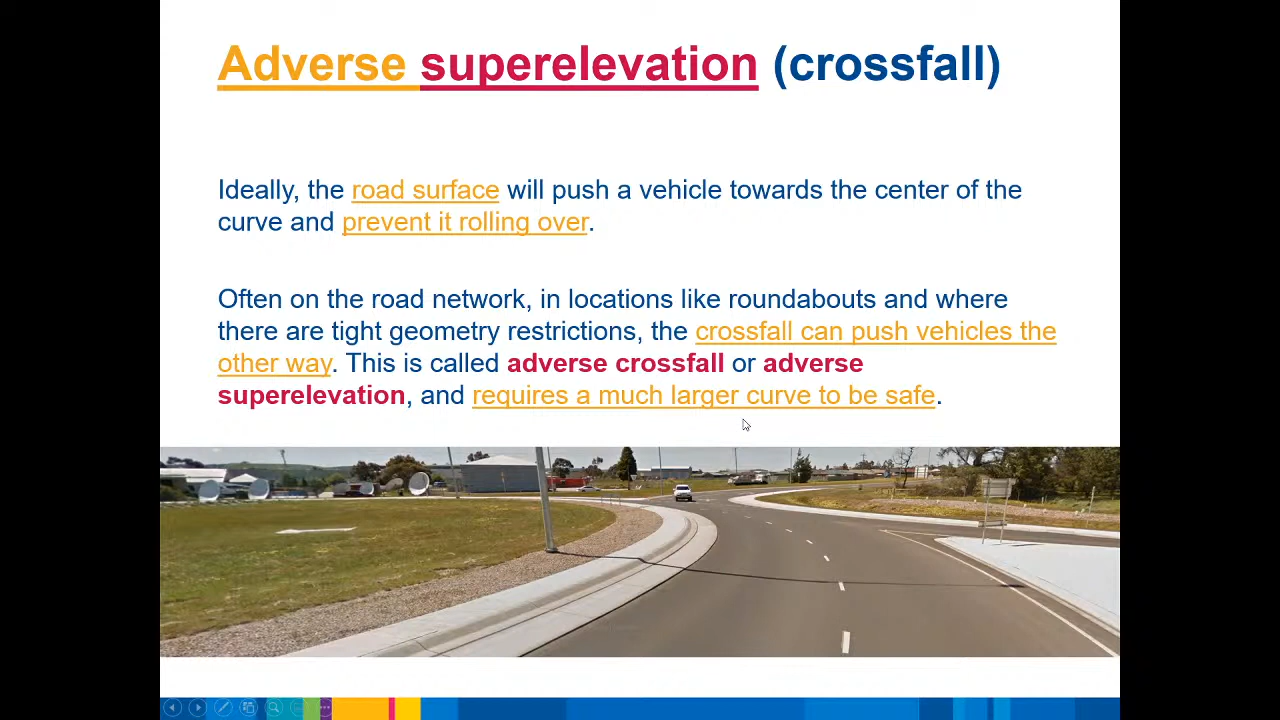 Adverse superelevation (crossfall)
Ideally, the road surface will push a vehicle towards the center of the
curve and prevent it rolling over.
Often on the road network, in locations like roundabouts and where
there are tight geometry restrictions, the crossfall can push vehicles the
other way. This is called adverse crossfall or adverse
superelevation, and requires a much larger curve to be safe.